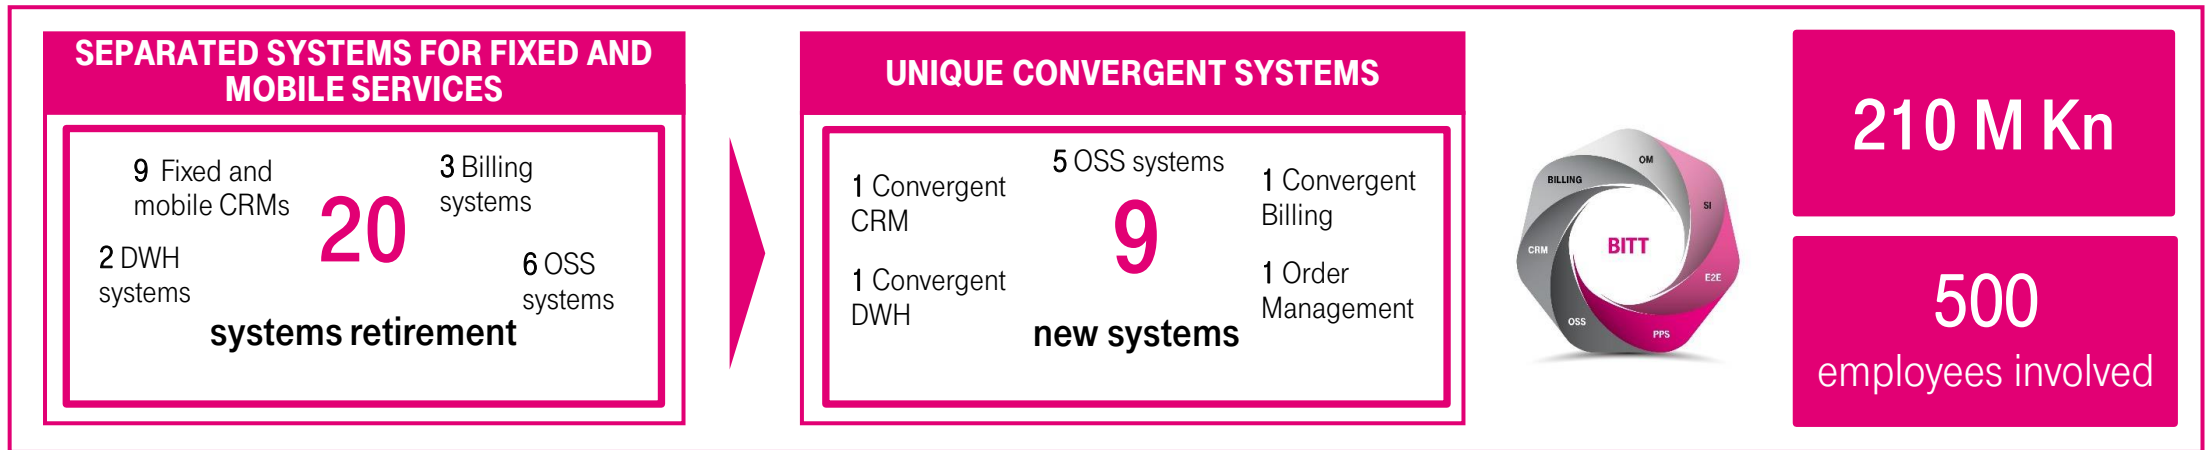 SEPARATED SYSTEMS FOR FIXED AND
MOBILE SERVICES
9 Fixed and
mobile CRMs
3 Billing
systems
20
2 DWH
systems
6 OSS
systems
systems retirement
UNIQUE CONVERGENT SYSTEMS
5 OSS systems
1 Convergent
CRM
1 Convergent
Billing
9
1 Convergent
DWH
1 Order
Management
new systems
OM
BILLING
SI
CRM
BITT
E2E
OSS
PPS
210 M Kn
500
employees involved